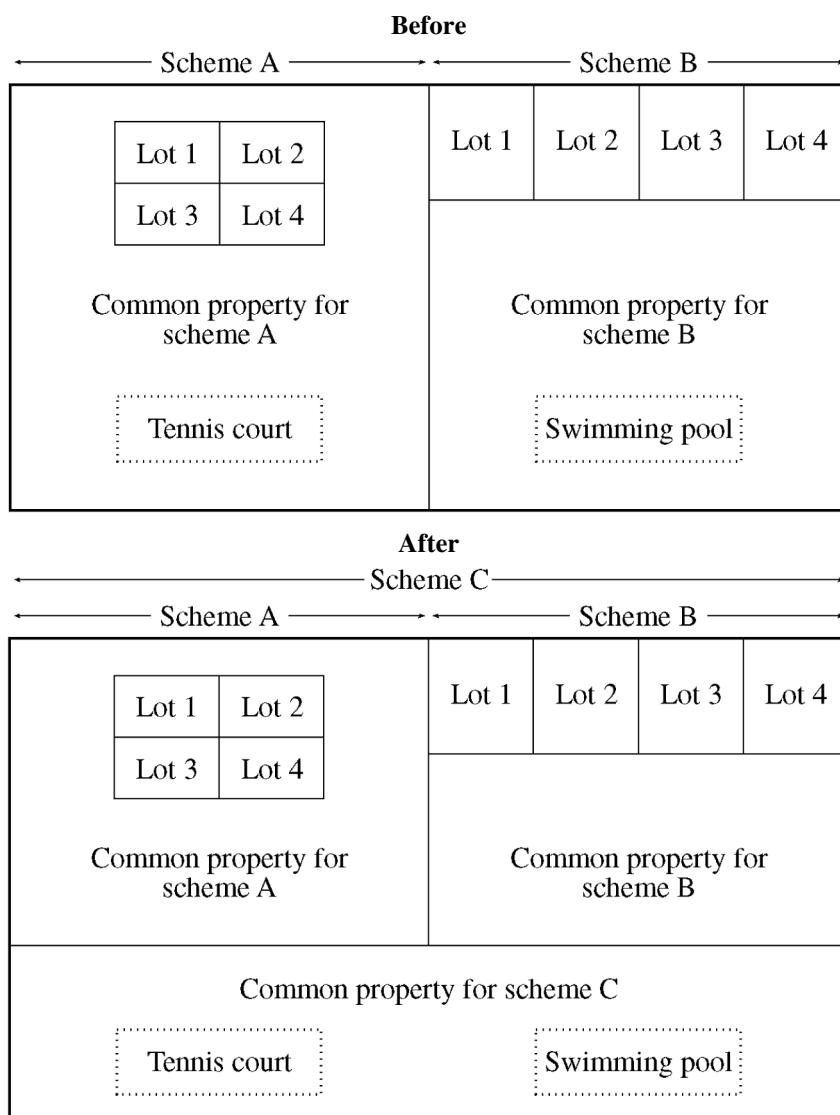 Before
Scheme A Scheme B
Lot 1 Lot 2 Lot 1 Lot 2 Lot 3 Lot 4
Lot 3 Lot 4
Common property for scheme A
Common property for scheme B
Tennis court Swimming pool
After
Scheme C
Scheme A Scheme B
Lot 1 Lot 2 Lot 1 Lot 2 Lot 3 Lot 4
Lot 3 Lot 4
Common property for
scheme A
Common property for
scheme B
Common property for scheme C
Tennis court Swimming pool